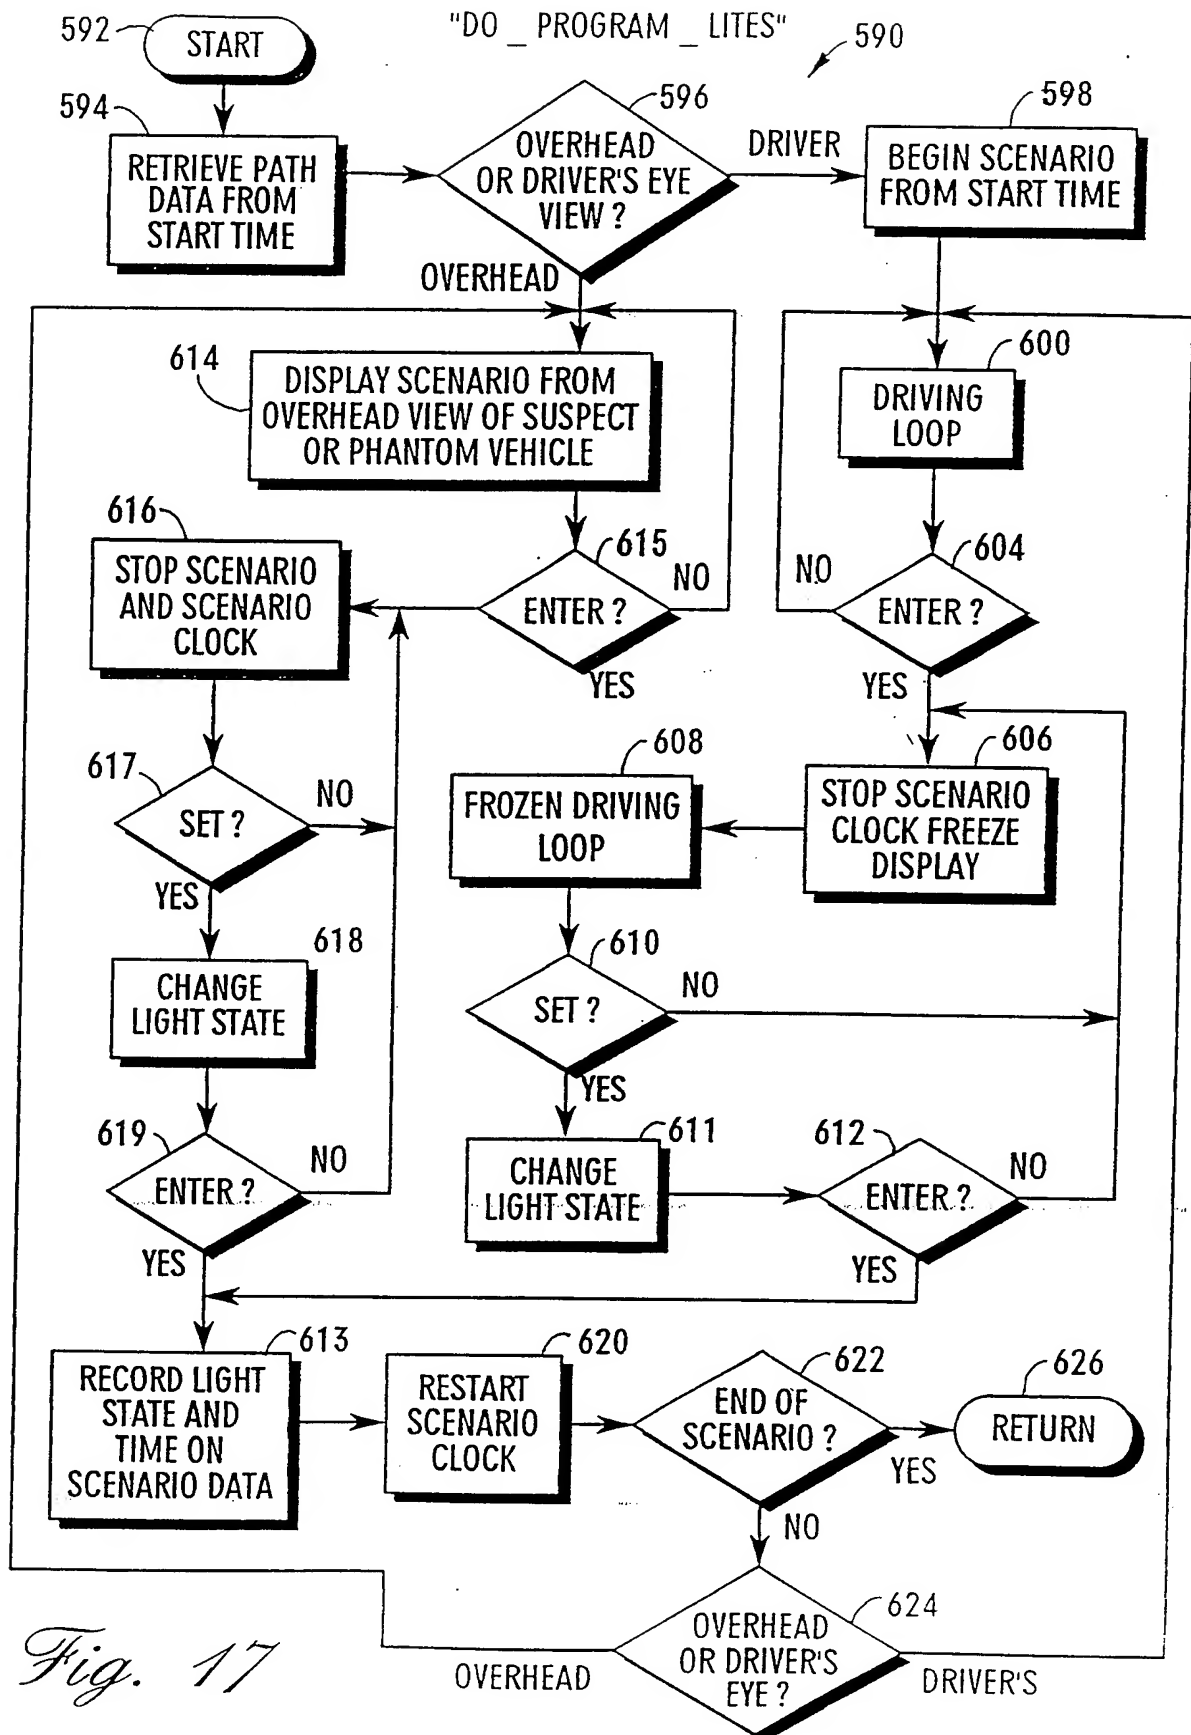 "DO _ PROGRAM _ LITES"
590
592
START
594
RETRIEVE PATH
DATA FROM
START TIME
596
OVERHEAD
OR DRIVER'S EYE
VIEW ?
DRIVER
OVERHEAD
598
BEGIN SCENARIO
FROM START TIME
600
DRIVING
LOOP
604
ENTER ?
NO
YES
614
DISPLAY SCENARIO FROM
OVERHEAD VIEW OF SUSPECT
OR PHANTOM VEHICLE
615
ENTER ?
NO
YES
616
STOP SCENARIO
AND SCENARIO
CLOCK
617
SET ?
NO
YES
618
CHANGE
LIGHT STATE
619
ENTER ?
NO
YES
606
STOP SCENARIO
CLOCK FREEZE
DISPLAY
608
FROZEN DRIVING
LOOP
610
SET ?
NO
YES
611
CHANGE
LIGHT STATE
612
ENTER ?
NO
YES
613
RECORD LIGHT
STATE AND
TIME ON
SCENARIO DATA
620
RESTART
SCENARIO
CLOCK
622
END OF
SCENARIO ?
YES
NO
626
RETURN
624
OVERHEAD
OR DRIVER'S
EYE ?
OVERHEAD
DRIVER'S
Fig. 17